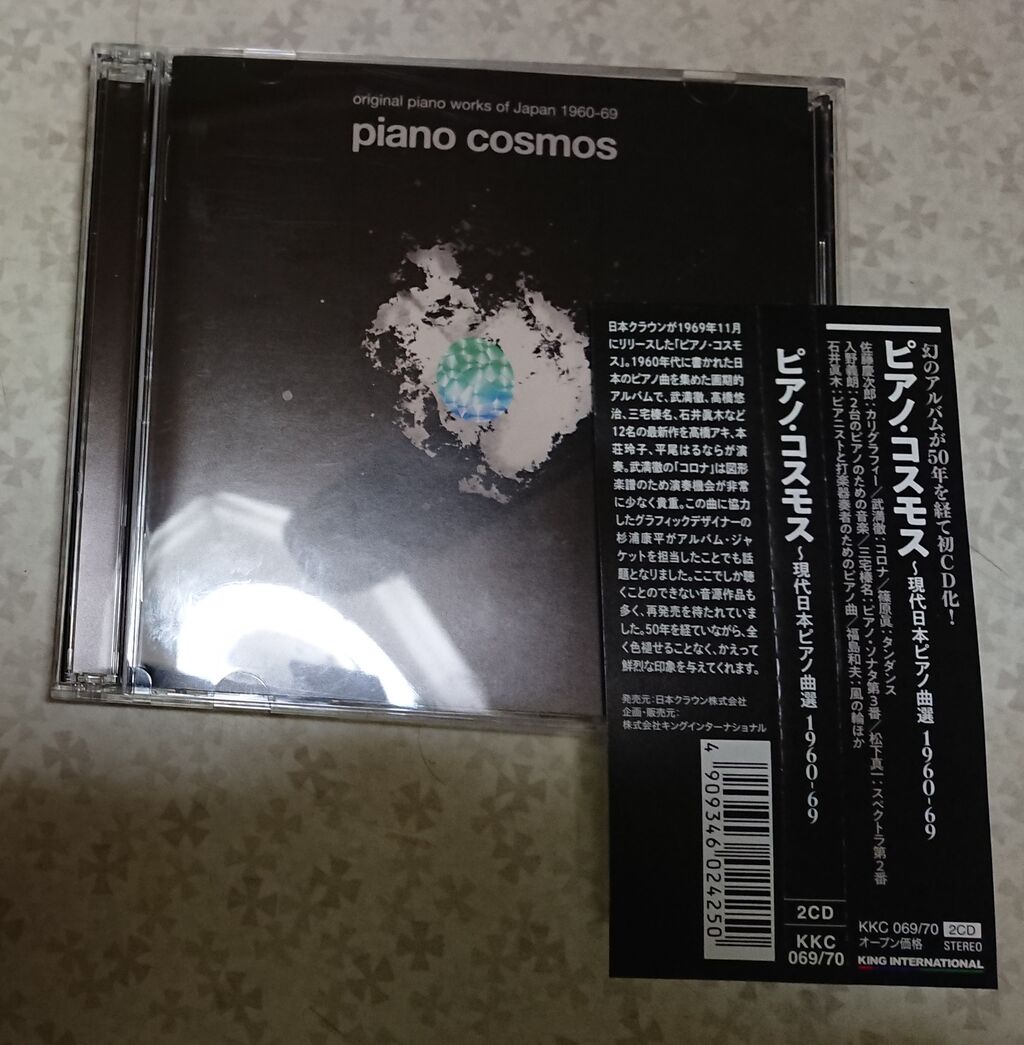 original piano works of Japan 1960-69
piano cosmos
日本クラウンが1969年11月
にリリースした「ピアノ・コスモ
ス」。1960年代に書かれた日
本のピアノ曲を集めた画期的
アルバムで、武満徹、高橋悠
治、三宅榛名、石井眞木など
12名の最新作を高橋アキ、本
荘玲子、平尾はるならが演
奏。武満徹の「コロナ」は図形
楽譜のため演奏機会が非常
に少なく貴重。この曲に協力
したグラフィックデザイナーの
杉浦康平がアルバム・ジャ
ケットを担当したことでも話
題となりました。ここでしか聴
くことのできない音源作品も
多く、再発売を待たれていま
した。50年を経ていながら、全
く色褪せることなく、かえって
鮮烈な印象を与えてくれます。
発売元:日本クラウン株式会社
企画・販売元:
株式会社キングインターナショナル
4 909346 024250
ピアノ・コスモス 〜現代日本ピアノ曲選 1960-69
2CD
KKC
069/70
幻のアルバムが50年を経て初CD化!
ピアノ・コスモス 〜現代日本ピアノ曲選 1960-69
佐藤慶次郎:カリグラフィー/武満徹:コロナ/篠原眞:タンダンス
入野義朗:2台のピアノのための音楽/三宅榛名:ピアノ・ソナタ第3番/松下真一:スペクトラ第2番
石井眞木:ピアニストと打楽器奏者のためのピアノ曲/福島和夫:風の輪ほか
KKC 069/70 2CD
オープン価格 STEREO
KING INTERNATIONAL